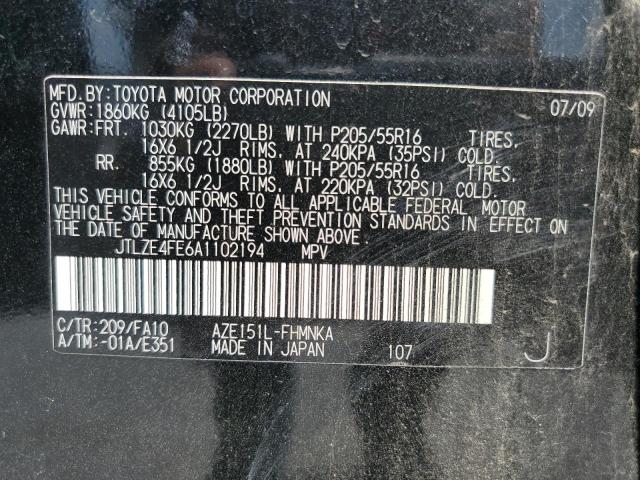 MFD. BY: TOYOTA MOTOR CORPORATION 07/09
GVWR: 1860KG (4105LB)
GAWR: FRT. 1030KG (2270LB) WITH P205/55R16 TIRES,
16X6 1/2J RIMS, AT 240KPA (35PSI) COLD.
RR. 855KG (1880LB) WITH P205/55R16 TIRES,
16X6 1/2J RIMS, AT 220KPA (32PSI) COLD.
THIS VEHICLE CONFORMS TO ALL APPLICABLE FEDERAL MOTOR
VEHICLE SAFETY AND THEFT PREVENTION STANDARDS IN EFFECT ON
THE DATE OF MANUFACTURE SHOWN ABOVE.
JTLZE4FE6A1102194 MPV
C/TR: 209/FA10 AZE151L-FHMNKA
A/TM: -01A/E351 MADE IN JAPAN 107 J